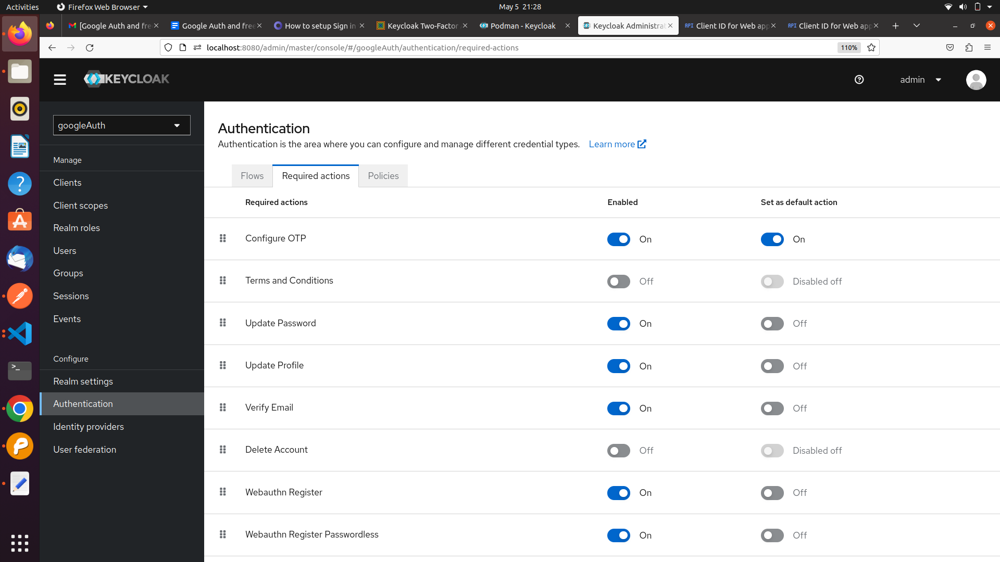 Activities
Firefox Web Browser
May 5 21:28
[Google Auth and fre
Google Auth and free
How to setup Sign in
Keycloak Two-Factor
Podman - Keycloak
Keycloak Administrat
API Client ID for Web app
API Client ID for Web app
localhost:8080/admin/master/console/#/googleAuth/authentication/required-actions
110%
KEYCLOAK
admin
googleAuth
Manage
Clients
Client scopes
Realm roles
Users
Groups
Sessions
Events
Configure
Realm settings
Authentication
Identity providers
User federation
Authentication
Authentication is the area where you can configure and manage different credential types. Learn more
Flows
Required actions
Policies
Required actions Enabled Set as default action
Configure OTP On On
Terms and Conditions Off Disabled off
Update Password On Off
Update Profile On Off
Verify Email On Off
Delete Account Off Disabled off
Webauthn Register On Off
Webauthn Register Passwordless On Off